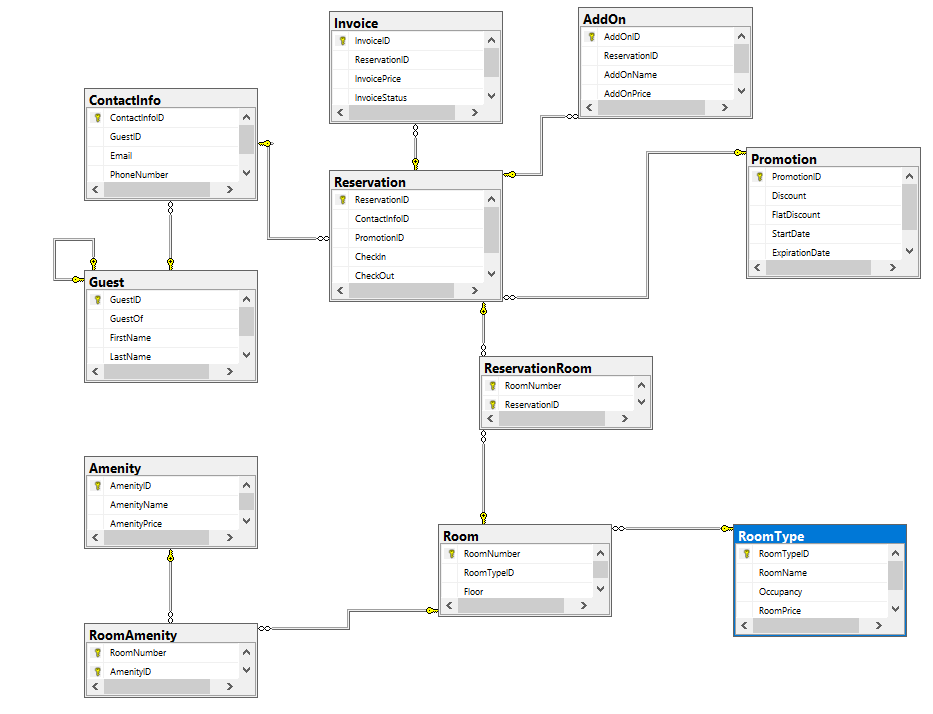 Invoice
InvoiceID
ReservationID
InvoicePrice
InvoiceStatus
AddOn
AddOnID
ReservationID
AddOnName
AddOnPrice
ContactInfo
ContactInfoID
GuestID
Email
PhoneNumber
Reservation
ReservationID
ContactInfoID
PromotionID
CheckIn
CheckOut
Promotion
PromotionID
Discount
FlatDiscount
StartDate
ExpirationDate
Guest
GuestID
GuestOf
FirstName
LastName
ReservationRoom
RoomNumber
ReservationID
Amenity
AmenityID
AmenityName
AmenityPrice
Room
RoomNumber
RoomTypeID
Floor
RoomType
RoomTypeID
RoomName
Occupancy
RoomPrice
RoomAmenity
RoomNumber
AmenityID